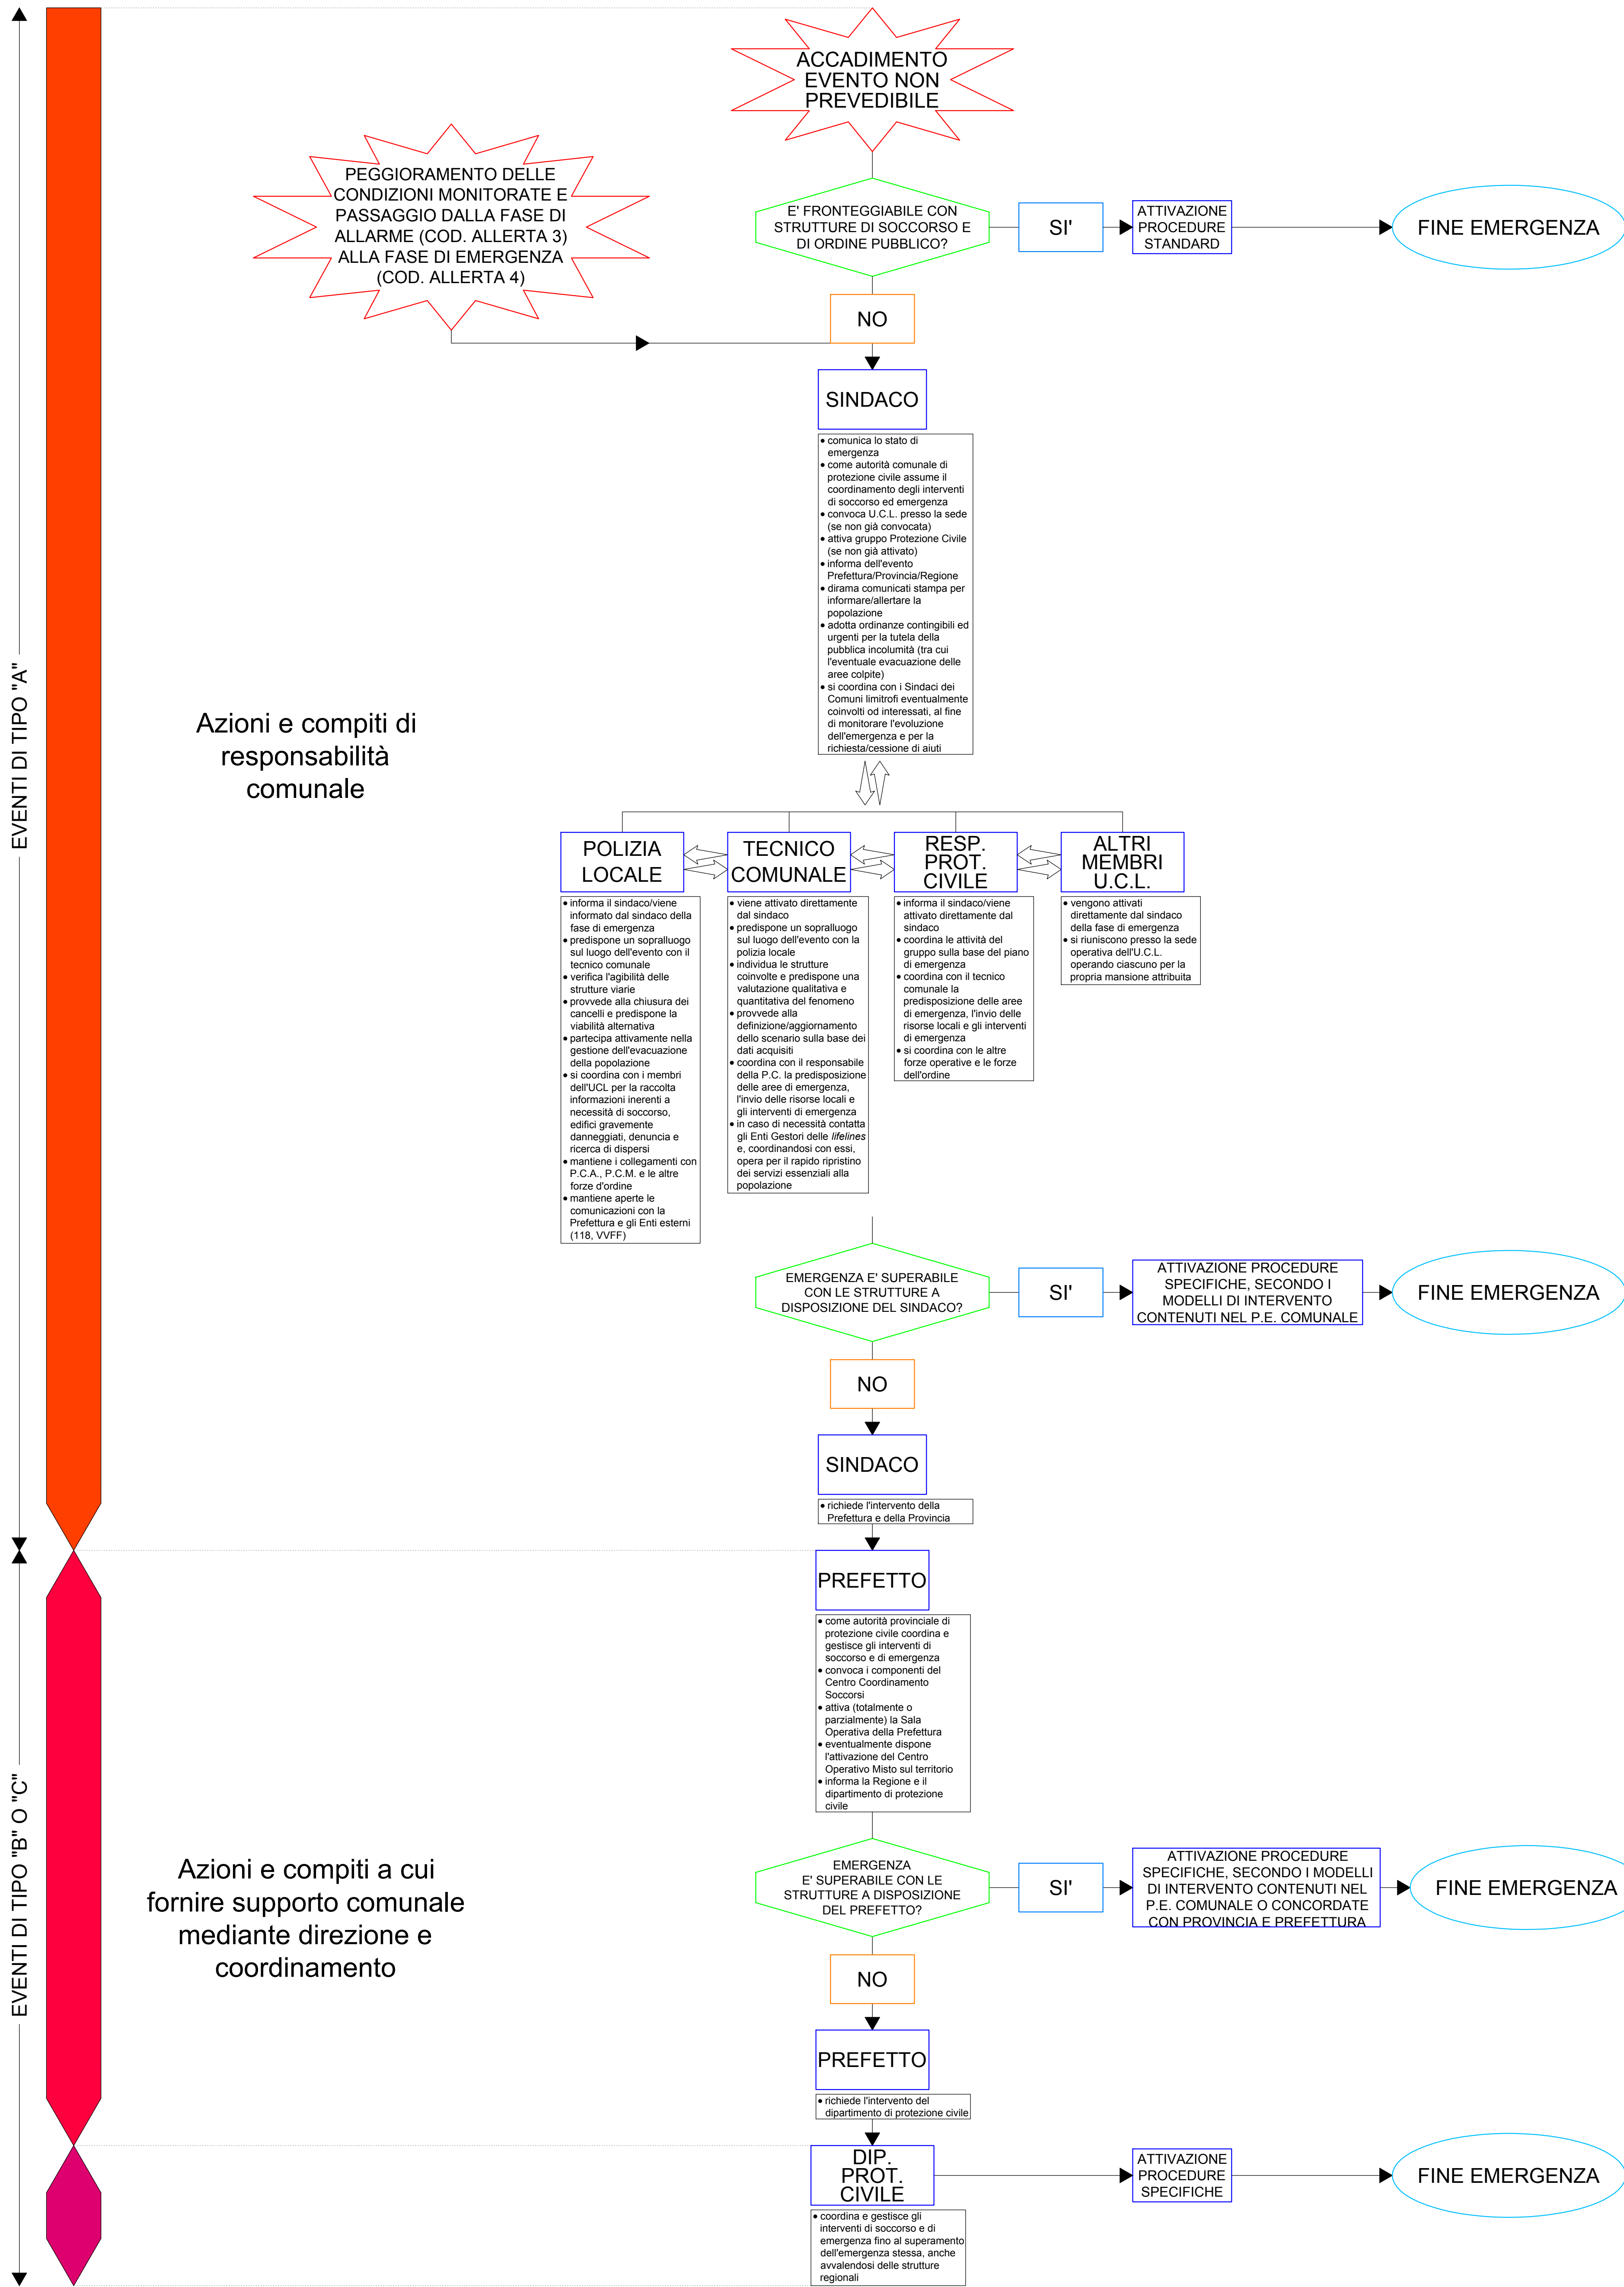 ACCADIMENTO
EVENTO NON
PREVEDIBILE
PEGGIORAMENTO DELLE
CONDIZIONI MONITORATE E
PASSAGGIO DALLA FASE DI
ALLARME (COD. ALLERTA 3)
ALLA FASE DI EMERGENZA
(COD. ALLERTA 4)
E' FRONTEGGIABILE CON
STRUTTURE DI SOCCORSO E
DI ORDINE PUBBLICO?
SI'
ATTIVAZIONE
PROCEDURE
STANDARD
FINE EMERGENZA
NO
SINDACO
• comunica lo stato di
emergenza
• come autorità comunale di
protezione civile assume il
coordinamento degli interventi
di soccorso ed emergenza
• convoca U.C.L. presso la sede
(se non già convocata)
• attiva gruppo Protezione Civile
(se non già attivato)
• informa dell'evento
Prefettura/Provincia/Regione
• dirama comunicati stampa per
informare/allertare la
popolazione
• adotta ordinanze contingibili ed
urgenti per la tutela della
pubblica incolumità (tra cui
l'eventuale evacuazione delle
aree colpite)
• si coordina con i Sindaci dei
Comuni limitrofi eventualmente
coinvolti od interessati, al fine
di monitorare l'evoluzione
dell'emergenza e per la
richiesta/cessione di aiuti
EVENTI DI TIPO "A"
Azioni e compiti di
responsabilità
comunale
POLIZIA
LOCALE
• informa il sindaco/viene
informato dal sindaco della
fase di emergenza
• predispone un sopralluogo
sul luogo dell'evento con il
tecnico comunale
• verifica l'agibilità delle
strutture viarie
• provvede alla chiusura dei
cancelli e predispone la
viabilità alternativa
• partecipa attivamente nella
gestione dell'evacuazione
della popolazione
• si coordina con i membri
dell'UCL per la raccolta
informazioni inerenti a
necessità di soccorso,
edifici gravemente
danneggiati, denuncia e
ricerca di dispersi
• mantiene i collegamenti con
P.C.A., P.C.M. e le altre
forze d'ordine
• mantiene aperte le
comunicazioni con la
Prefettura e gli Enti esterni
(118, VVFF)
TECNICO
COMUNALE
• viene attivato direttamente
dal sindaco
• predispone un sopralluogo
sul luogo dell'evento con la
polizia locale
• individua le strutture
coinvolte e predispone una
valutazione qualitativa e
quantitativa del fenomeno
• provvede alla
definizione/aggiornamento
dello scenario sulla base dei
dati acquisiti
• coordina con il responsabile
della P.C. la predisposizione
delle aree di emergenza,
l'invio delle risorse locali e
gli interventi di emergenza
• in caso di necessità contatta
gli Enti Gestori delle lifelines
e, coordinandosi con essi,
opera per il rapido ripristino
dei servizi essenziali alla
popolazione
RESP.
PROT.
CIVILE
• informa il sindaco/viene
attivato direttamente dal
sindaco
• coordina le attività del
gruppo sulla base del piano
di emergenza
• coordina con il tecnico
comunale la
predisposizione delle aree
di emergenza, l'invio delle
risorse locali e gli interventi
di emergenza
• si coordina con le altre
forze operative e le forze
dell'ordine
ALTRI
MEMBRI
U.C.L.
• vengono attivati
direttamente dal sindaco
della fase di emergenza
• si riuniscono presso la sede
operativa dell'U.C.L.
operando ciascuno per la
propria mansione attribuita
EMERGENZA E' SUPERABILE
CON LE STRUTTURE A
DISPOSIZIONE DEL SINDACO?
SI'
ATTIVAZIONE PROCEDURE
SPECIFICHE, SECONDO I
MODELLI DI INTERVENTO
CONTENUTI NEL P.E. COMUNALE
FINE EMERGENZA
NO
SINDACO
• richiede l'intervento della
Prefettura e della Provincia
PREFETTO
• come autorità provinciale di
protezione civile coordina e
gestisce gli interventi di
soccorso e di emergenza
• convoca i componenti del
Centro Coordinamento
Soccorsi
• attiva (totalmente o
parzialmente) la Sala
Operativa della Prefettura
• eventualmente dispone
l'attivazione del Centro
Operativo Misto sul territorio
• informa la Regione e il
dipartimento di protezione
civile
EVENTI DI TIPO "B" O "C"
Azioni e compiti a cui
fornire supporto comunale
mediante direzione e
coordinamento
EMERGENZA
E' SUPERABILE CON LE
STRUTTURE A DISPOSIZIONE
DEL PREFETTO?
SI'
ATTIVAZIONE PROCEDURE
SPECIFICHE, SECONDO I MODELLI
DI INTERVENTO CONTENUTI NEL
P.E. COMUNALE O CONCORDATE
CON PROVINCIA E PREFETTURA
FINE EMERGENZA
NO
PREFETTO
• richiede l'intervento del
dipartimento di protezione civile
DIP.
PROT.
CIVILE
• coordina e gestisce gli
interventi di soccorso e di
emergenza fino al superamento
dell'emergenza stessa, anche
avvalendosi delle strutture
regionali
ATTIVAZIONE
PROCEDURE
SPECIFICHE
FINE EMERGENZA